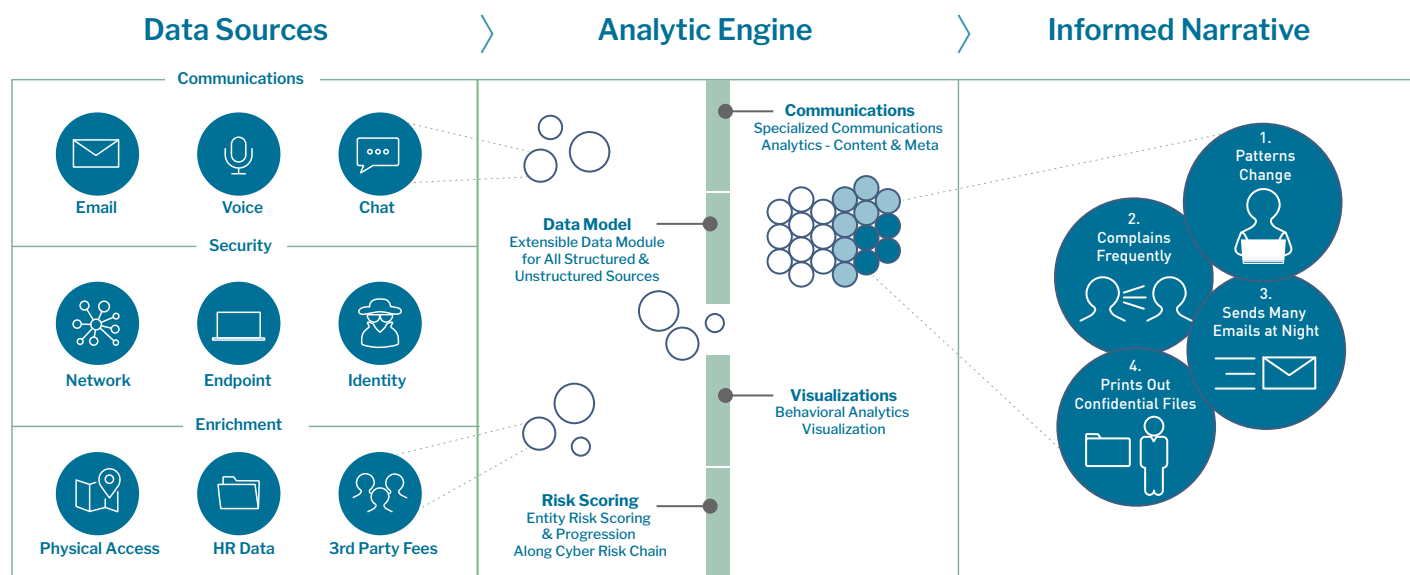 Data Sources
Analytic Engine
Informed Narrative
Communications
Email
Voice
Chat
Security
Network
Endpoint
Identity
Enrichment
Physical Access
HR Data
3rd Party Fees
Communications
Specialized Communications
Analytics - Content & Meta
Data Model
Extensible Data Module
for All Structured &
Unstructured Sources
Visualizations
Behavioral Analytics
Visualization
Risk Scoring
Entity Risk Scoring
& Progression
Along Cyber Risk Chain
1.
Patterns
Change
2.
Complains
Frequently
3.
Sends Many
Emails at Night
4.
Prints Out
Confidential Files